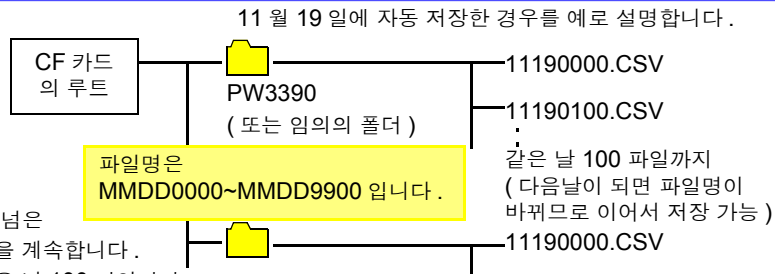 11 월 19 일에 자동 저장한 경우를 예로 설명합니다 .
CF 카드
의 루트
PW3390
( 또는 임의의 폴더 )
11190000.CSV
11190100.CSV
같은 날 100 파일까지
( 다음날이 되면 파일명이
바뀌므로 이어서 저장 가능 )
파일명은
MMDD0000~MMDD9900 입니다 .
넘은
을 계속합니다 .
11190000.CSV